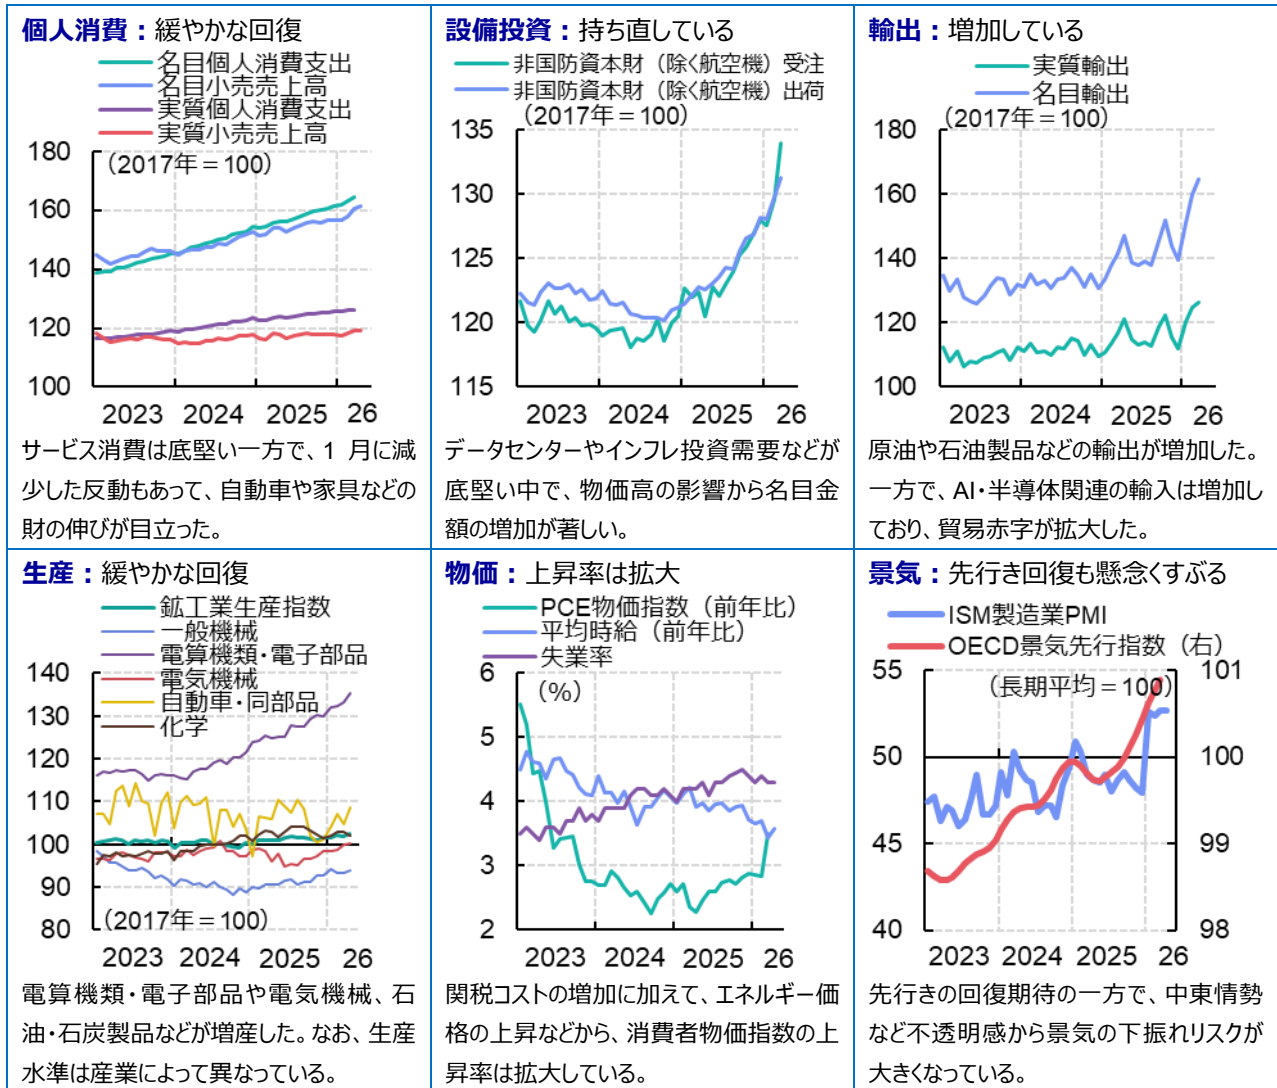 個人消費：緩やかな回復
名目個人消費支出
名目小売売上高
実質個人消費支出
実質小売売上高
（2017年＝100）
180
160
140
120
100
2023 2024 2025 26
サービス消費は底堅い一方で、1 月に減
少した反動もあって、自動車や家具などの
財の伸びが目立った。
設備投資：持ち直している
非国防資本財（除く航空機）受注
非国防資本財（除く航空機）出荷
（2017年＝100）
135
130
125
120
115
2023 2024 2025 26
データセンターやインフレ投資需要などが
底堅い中で、物価高の影響から名目金
額の増加が著しい。
輸出：増加している
実質輸出
名目輸出
（2017年＝100）
180
160
140
120
100
2023 2024 2025 26
原油や石油製品などの輸出が増加した。
一方で、AI・半導体関連の輸入は増加し
ており、貿易赤字が拡大した。
生産：緩やかな回復
鉱工業生産指数
一般機械
電算機類・電子部品
電気機械
自動車・同部品
化学
140
130
120
110
100
90
80
（2017年＝100）
2023 2024 2025 26
電算機類・電子部品や電気機械、石
油・石炭製品などが増産した。なお、生産
水準は産業によって異なっている。
物価：上昇率は拡大
PCE物価指数（前年比）
平均時給（前年比）
失業率
（％）
6
5
4
3
2
2023 2024 2025 26
関税コストの増加に加えて、エネルギー価
格の上昇などから、消費者物価指数の上
昇率は拡大している。
景気：先行き回復も懸念くすぶる
ISM製造業PMI
OECD景気先行指数（右）
（長期平均＝100）
55
50
45
40
101
100
99
98
2023 2024 2025 26
先行きの回復期待の一方で、中東情勢
など不透明感から景気の下振れリスクが
大きくなっている。